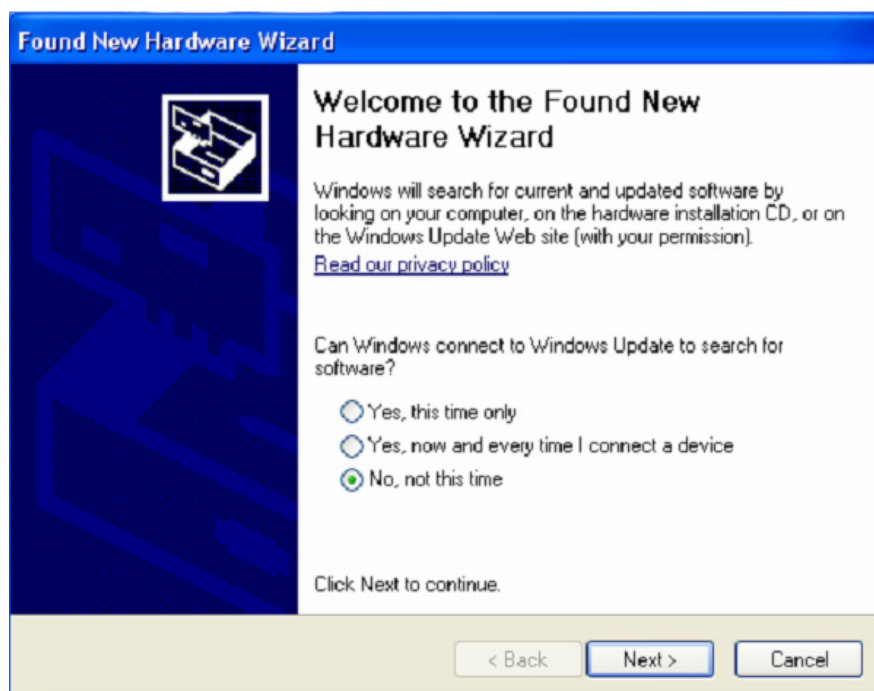 Found New Hardware Wizard
Welcome to the Found New
Hardware Wizard
Windows will search for current and updated software by
looking on your computer, on the hardware installation CD, or on
the Windows Update Web site (with your permission).
Read our privacy policy
Can Windows connect to Windows Update to search for
software?
Yes, this time only
Yes, now and every time I connect a device
No, not this time
Click Next to continue.
< Back
Next >
Cancel